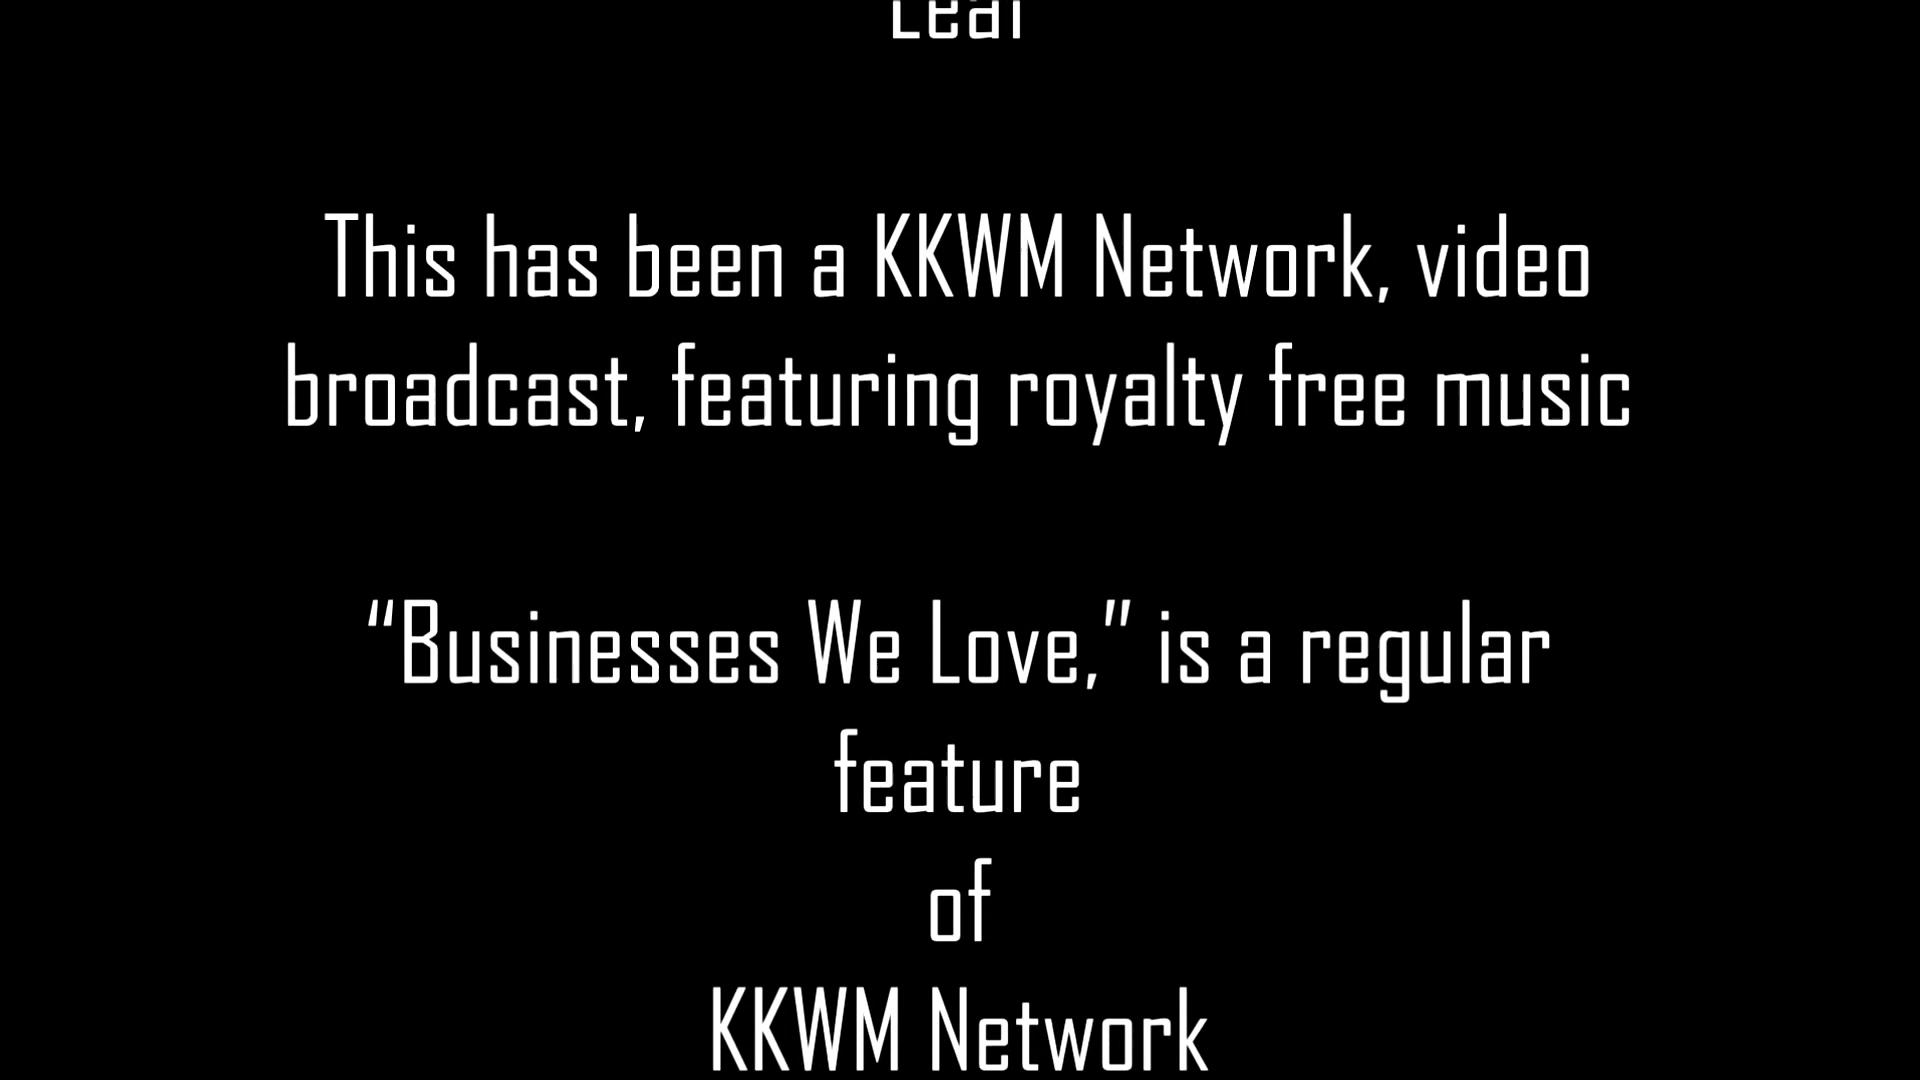 This has been a KKWM Network, video
broadcast, featuring royalty free music
“Businesses We Love,” is a regular
feature
of
KKWM Network